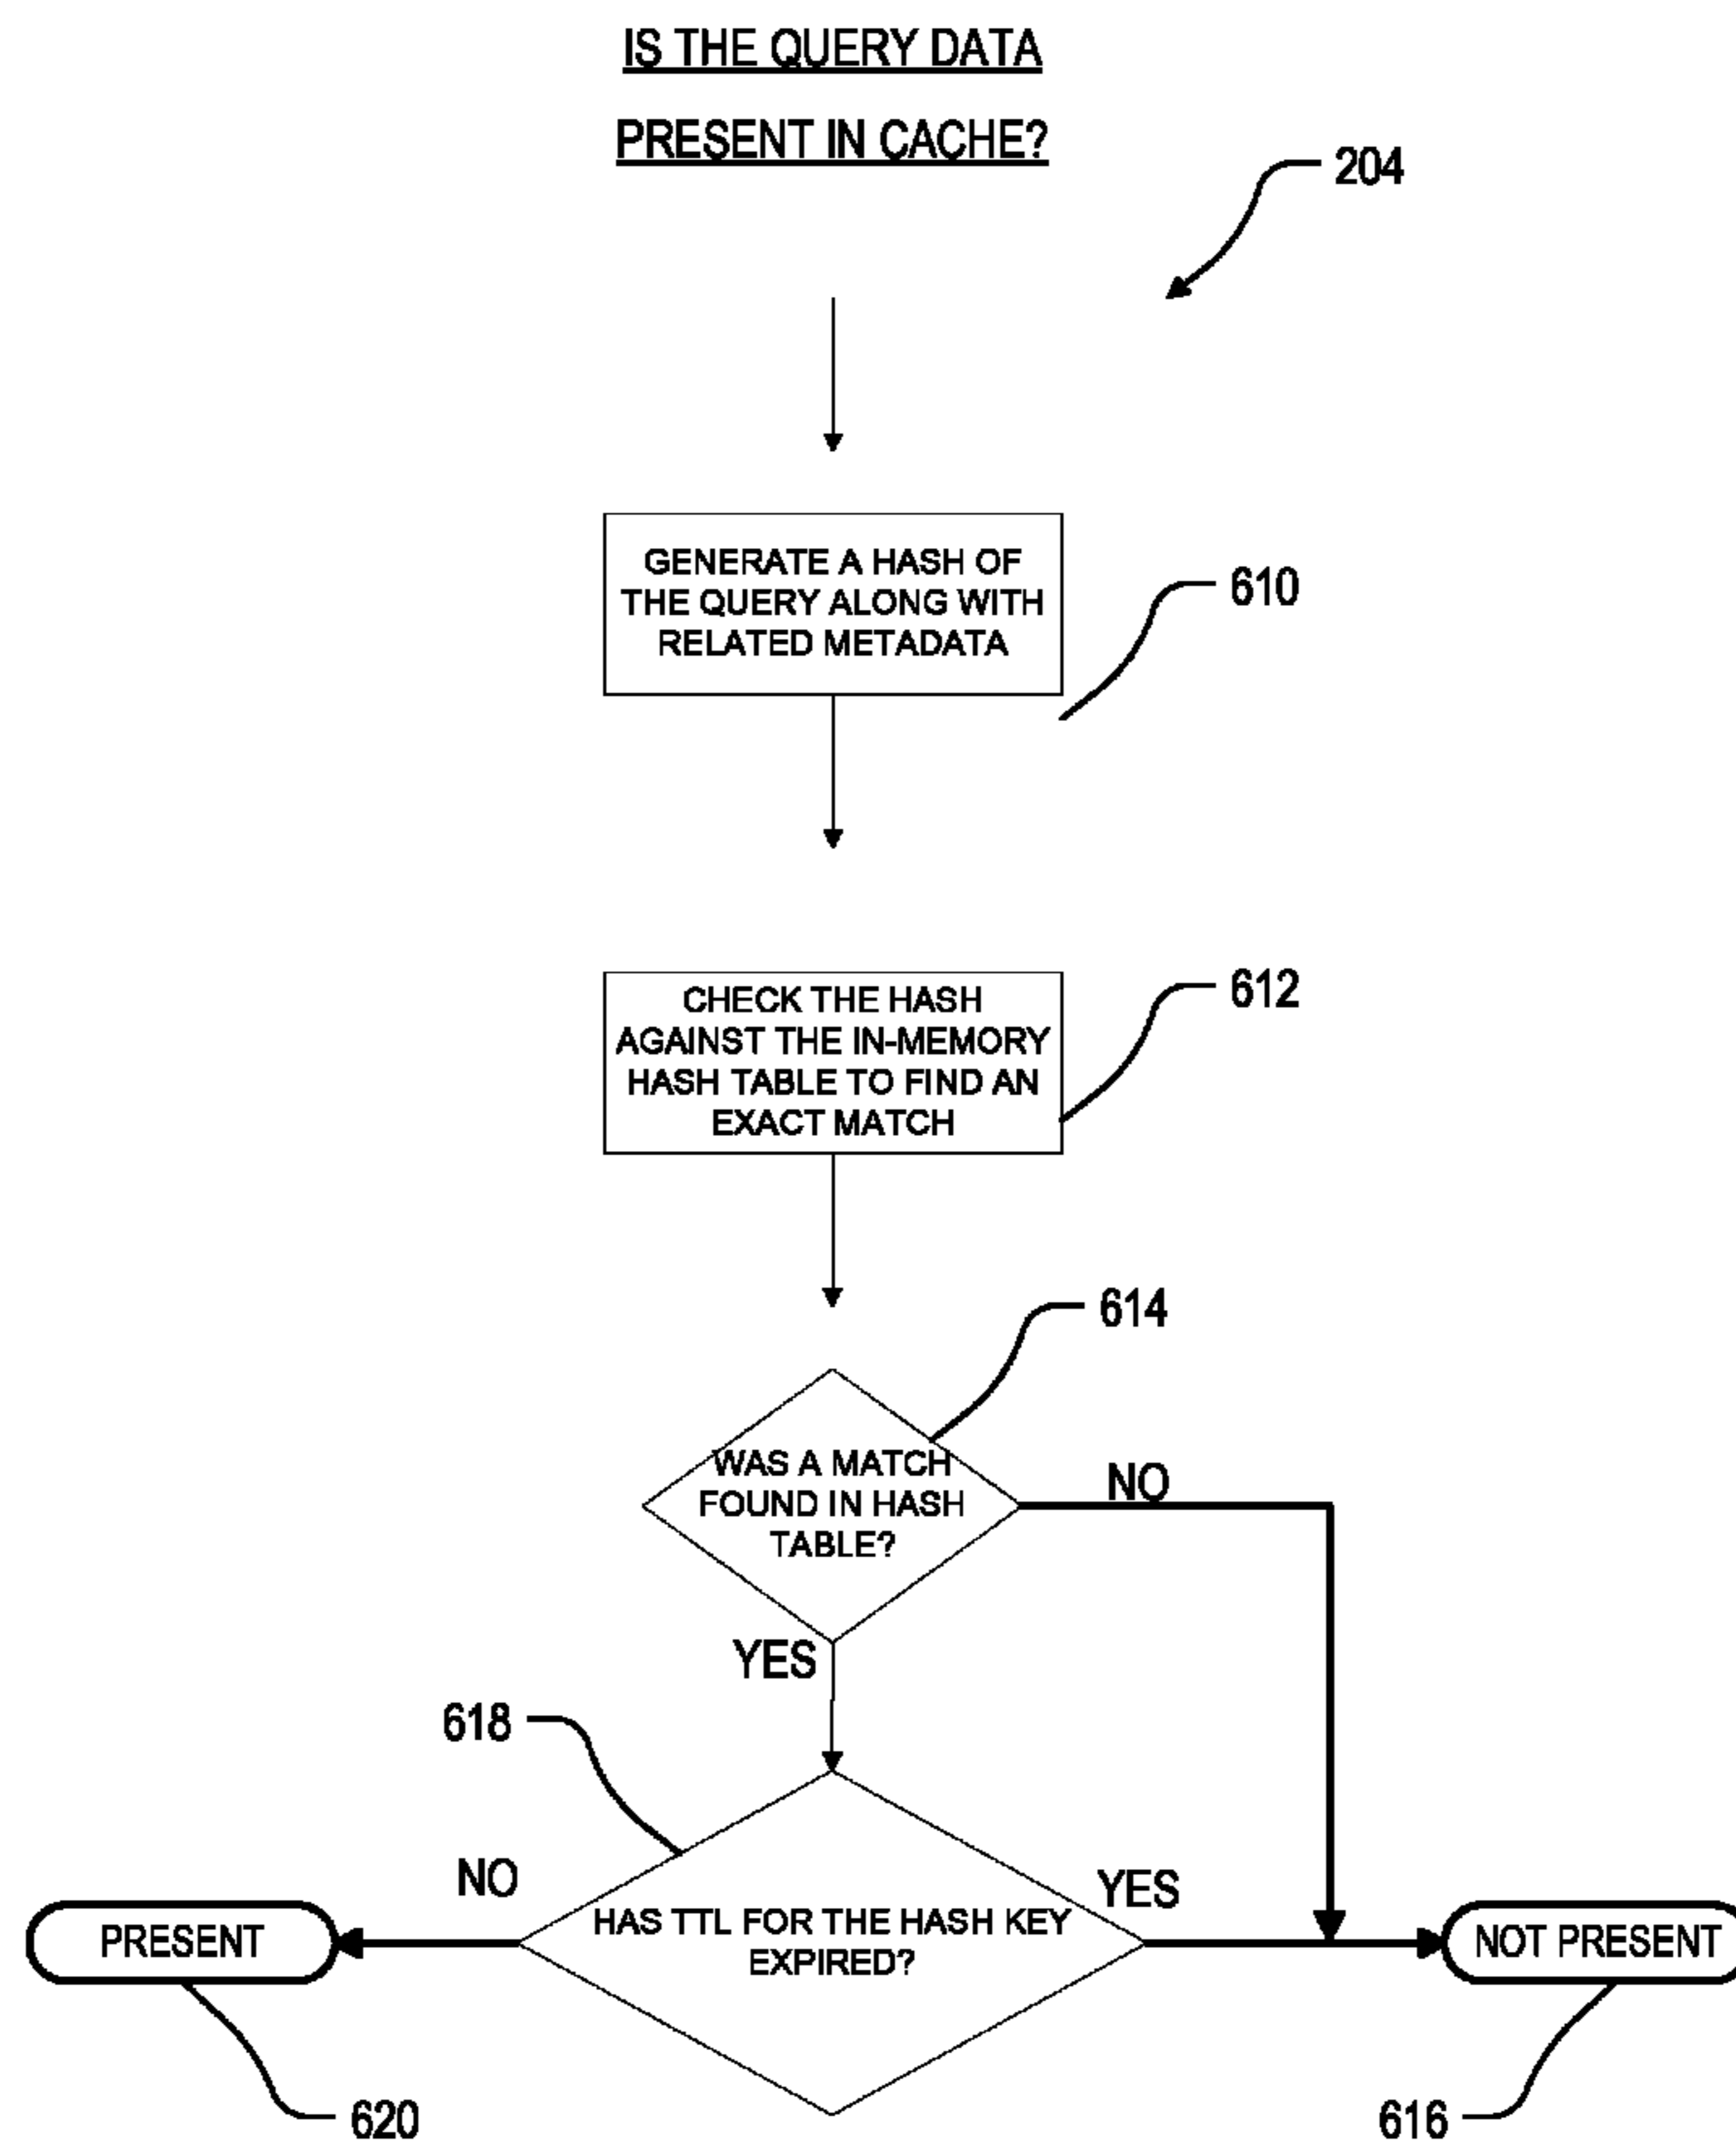 IS THE QUERY DATA
PRESENT IN CACHE?
204
GENERATE A HASH OF
THE QUERY ALONG WITH
RELATED METADATA
610
CHECK THE HASH
AGAINST THE IN-MEMORY
HASH TABLE TO FIND AN
EXACT MATCH
612
614
WAS A MATCH
FOUND IN HASH
TABLE?
NO
YES
618
NO
YES
HAS TTL FOR THE HASH KEY
EXPIRED?
PRESENT
NOT PRESENT
620
616